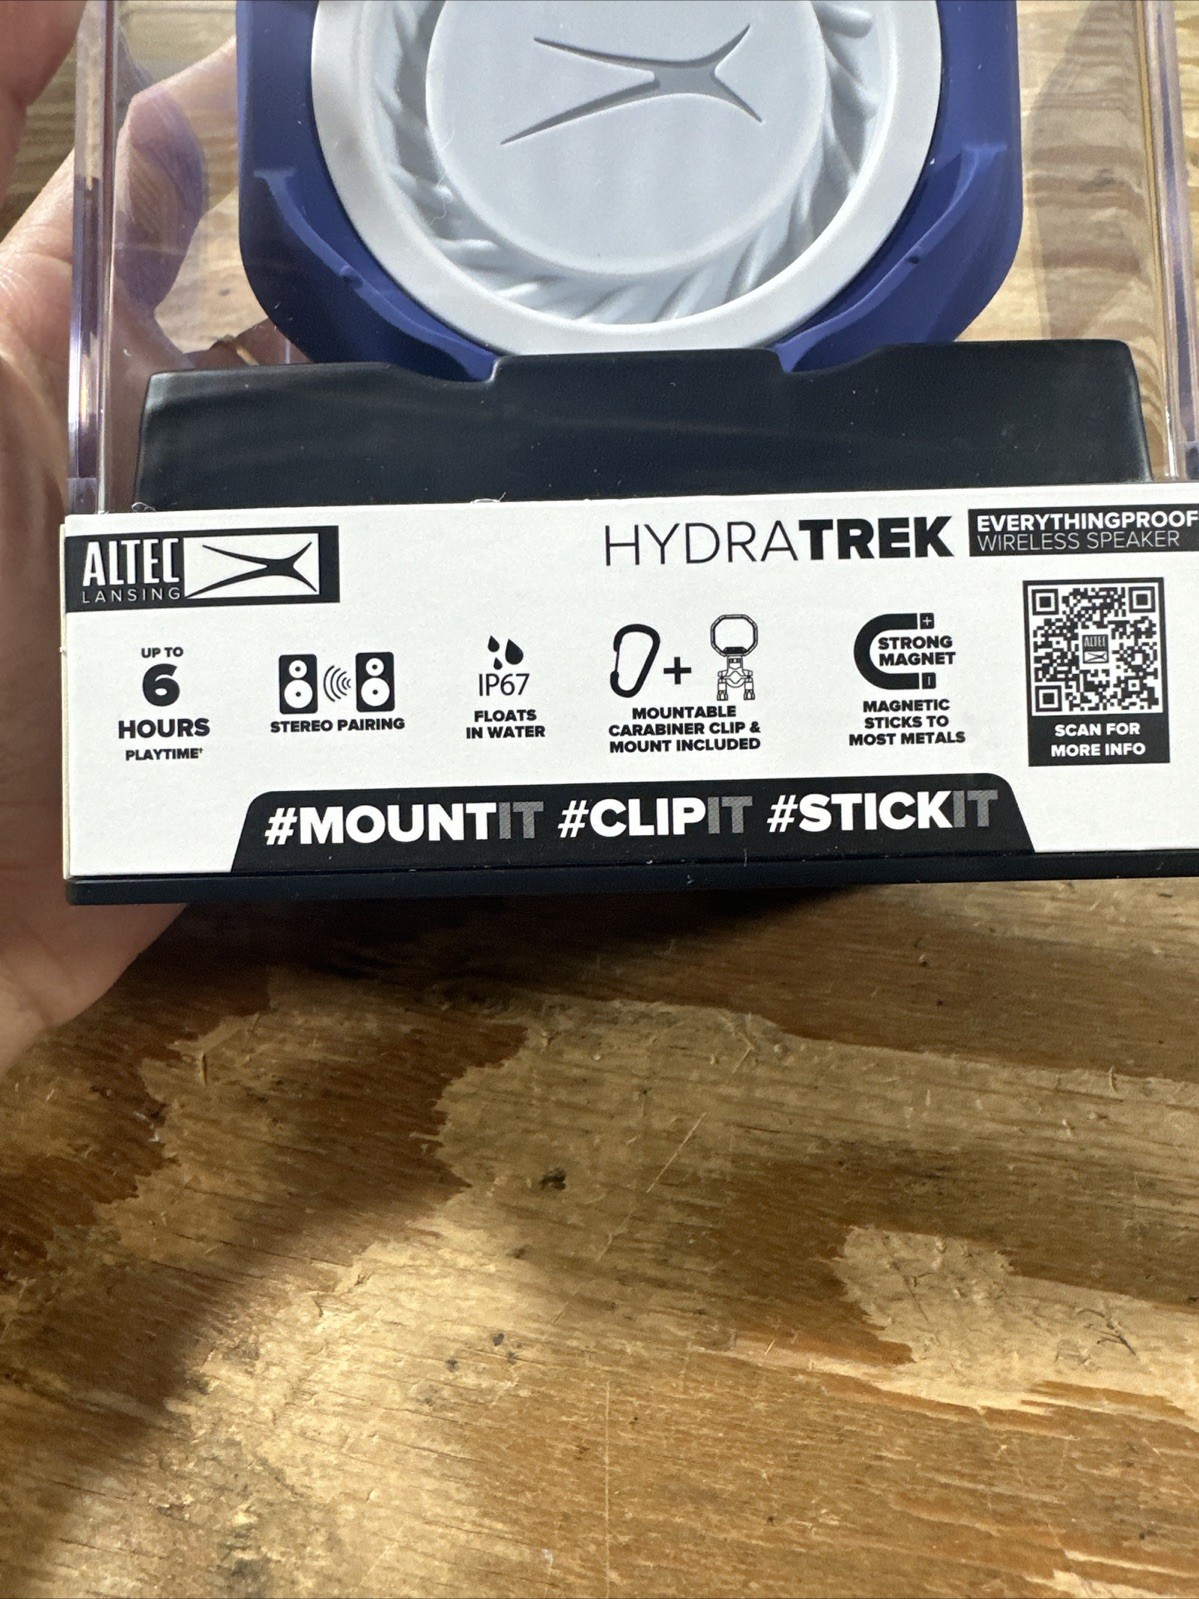 ALTEC
LANSING
HYDRATREK
EVERYTHINGPROOF
WIRELESS SPEAKER
UP TO
6
HOURS
PLAYTIME†
STEREO PAIRING
IP67
FLOATS
IN WATER
+
MOUNTABLE
CARABINER CLIP &
MOUNT INCLUDED
STRONG
MAGNET
MAGNETIC
STICKS TO
MOST METALS
ALTEC
SCAN FOR
MORE INFO
#MOUNTIT #CLIPIT #STICKIT